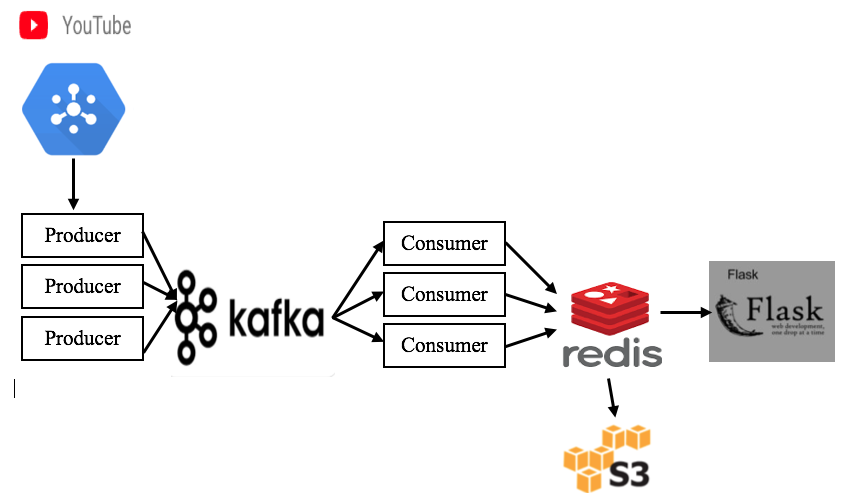 YouTube
Producer
Producer
Producer
kafka
Consumer
Consumer
Consumer
redis
Flask
Flask
web development,
one drop at a time
S3